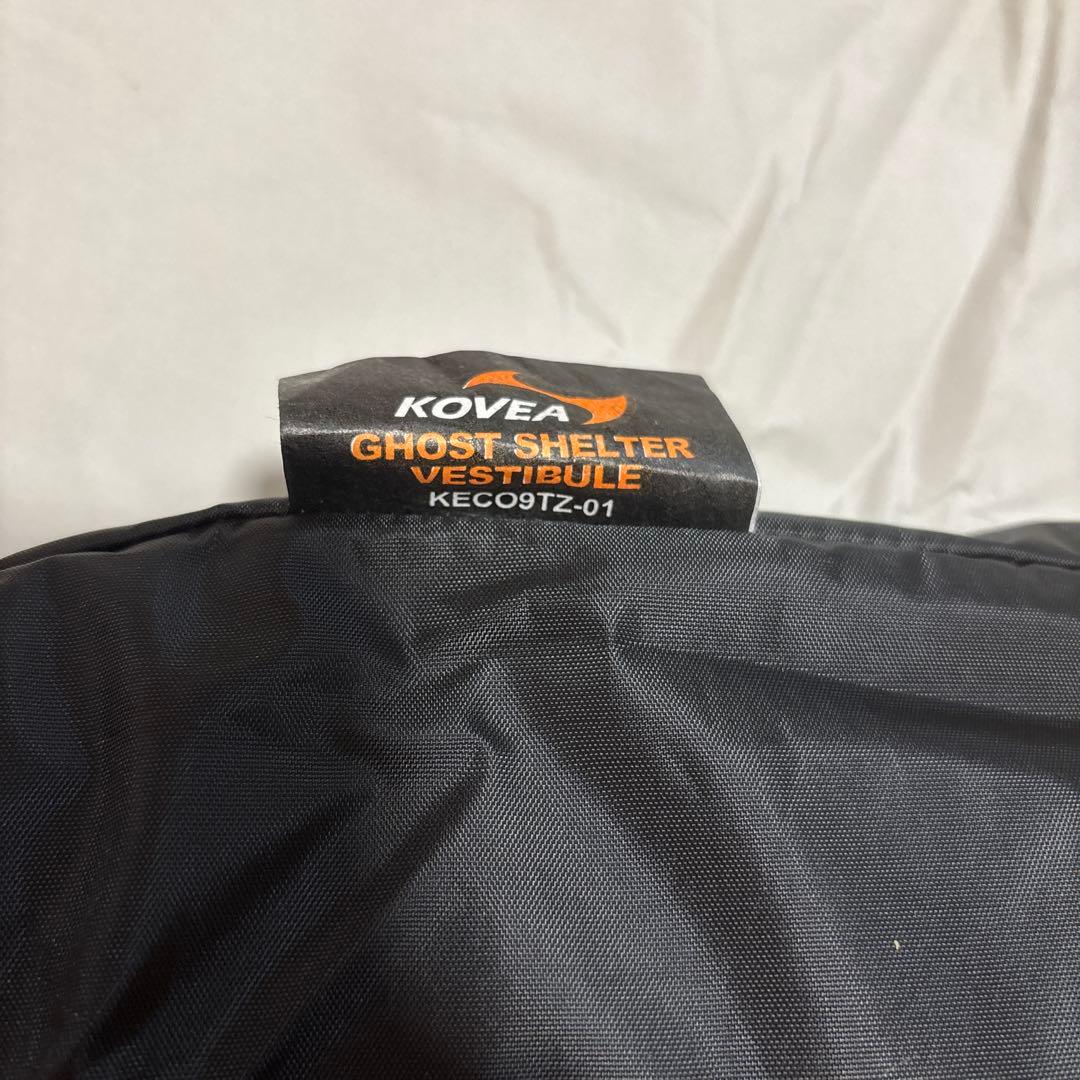 KOVEA
GHOST SHELTER
VESTIBULE
KECO9TZ-01